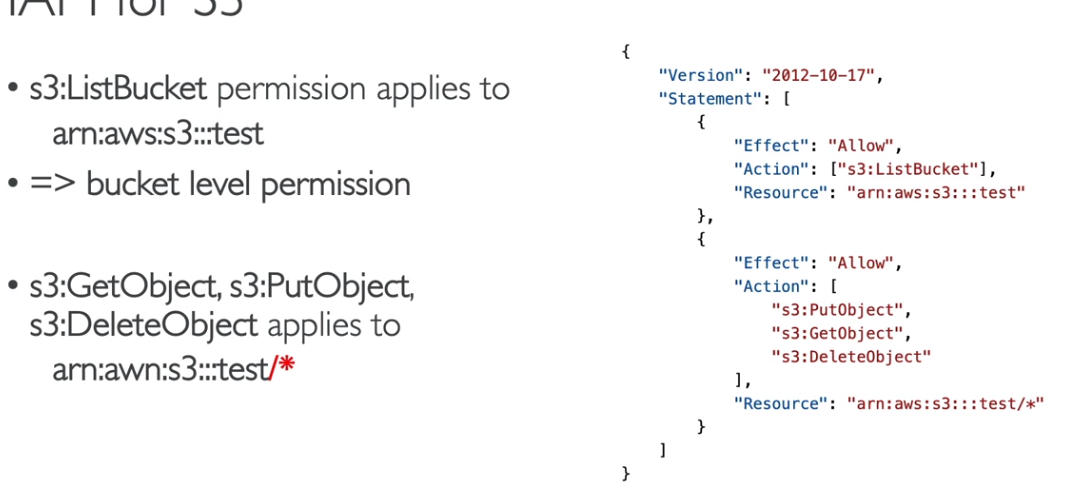 IAM for S3
• s3:ListBucket permission applies to
arn:aws:s3:::test
• => bucket level permission
• s3:GetObject, s3:PutObject,
s3:DeleteObject applies to
arn:awn:s3:::test/*
{
"Version": "2012-10-17",
"Statement": [
{
"Effect": "Allow",
"Action": ["s3:ListBucket"],
"Resource": "arn:aws:s3:::test"
},
{
"Effect": "Allow",
"Action": [
"s3:PutObject",
"s3:GetObject",
"s3:DeleteObject"
],
"Resource": "arn:aws:s3:::test/*"
}
]
}